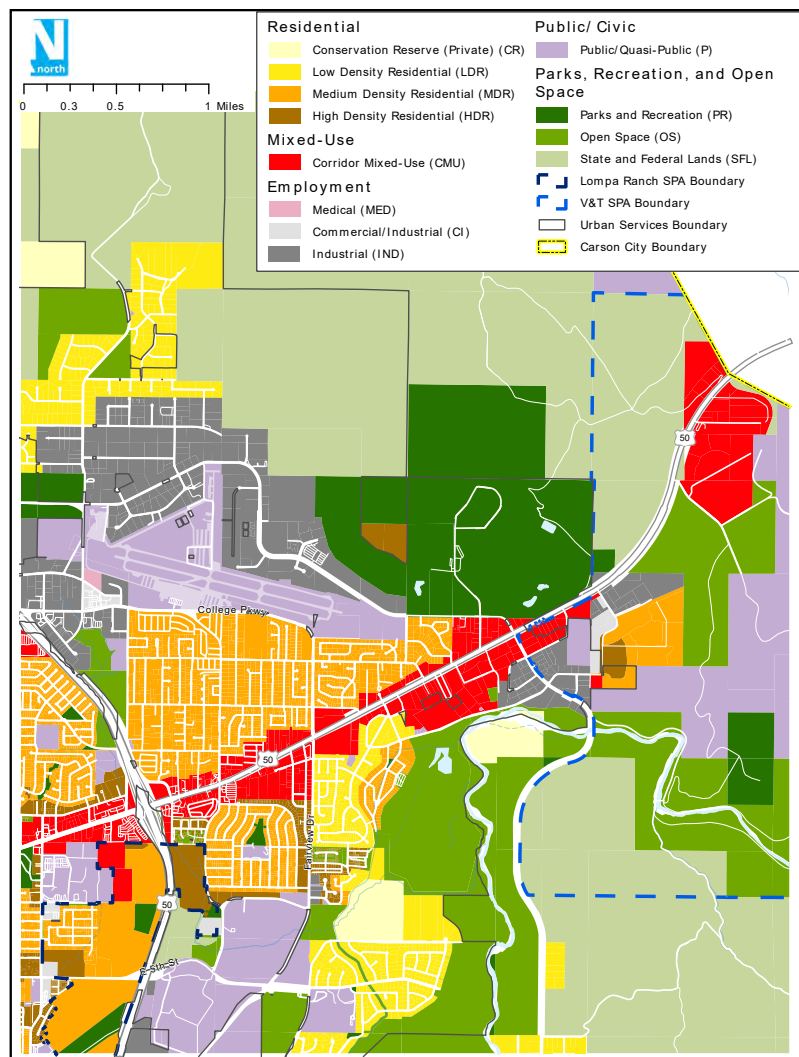 N
north
0 0.3 0.5 1 Miles
Residential
Conservation Reserve (Private) (CR)
Low Density Residential (LDR)
Medium Density Residential (MDR)
High Density Residential (HDR)
Mixed-Use
Corridor Mixed-Use (CMU)
Employment
Medical (MED)
Commercial/Industrial (CI)
Industrial (IND)
Public/ Civic
Public/Quasi-Public (P)
Parks, Recreation, and Open
Space
Parks and Recreation (PR)
Open Space (OS)
State and Federal Lands (SFL)
Lompa Ranch SPA Boundary
V&T SPA Boundary
Urban Services Boundary
Carson City Boundary
50
College Pkwy
50
Fairview Dr
50
E 5th St